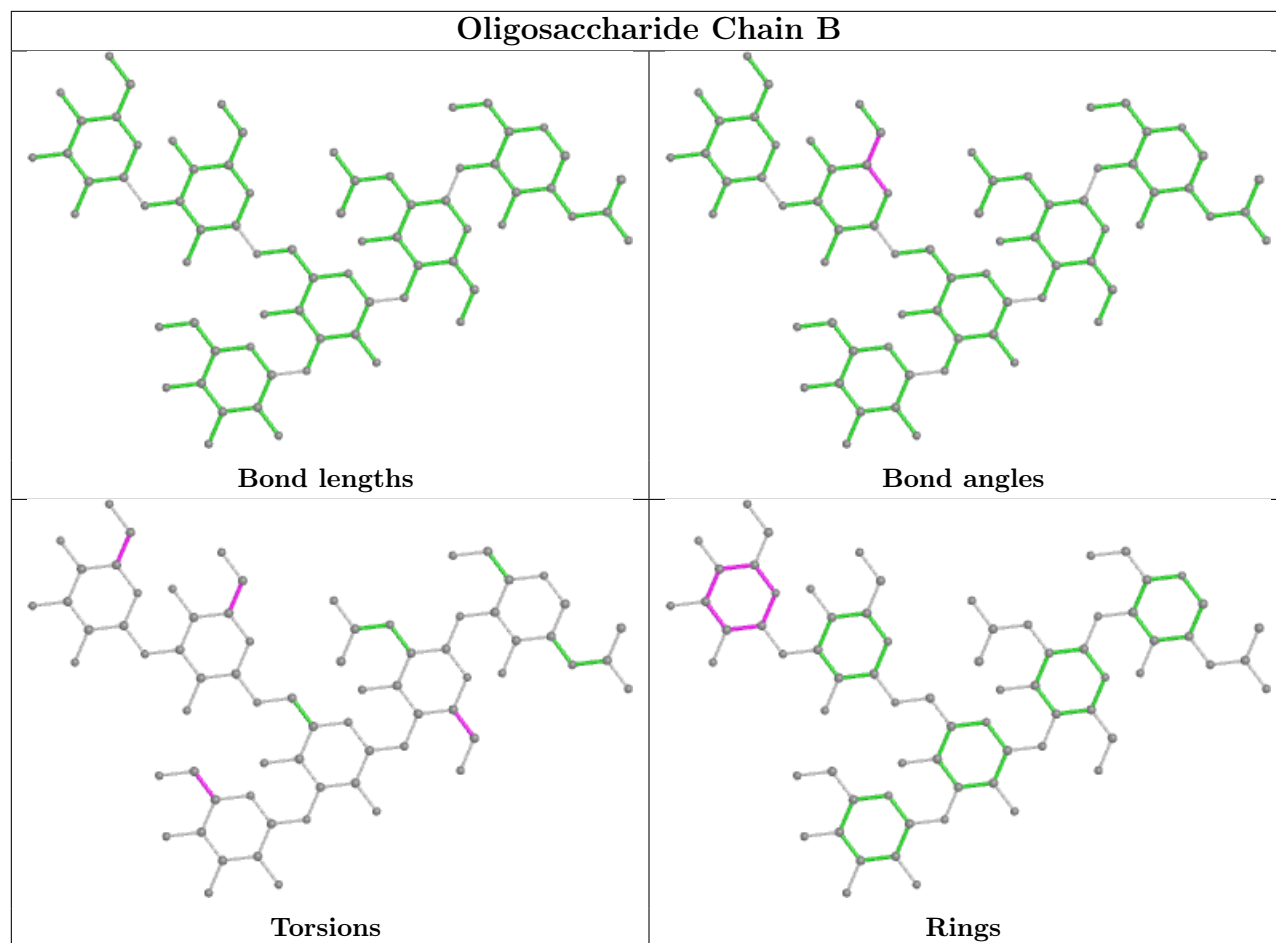 Oligosaccharide Chain B
Bond lengths
Bond angles
Torsions
Rings